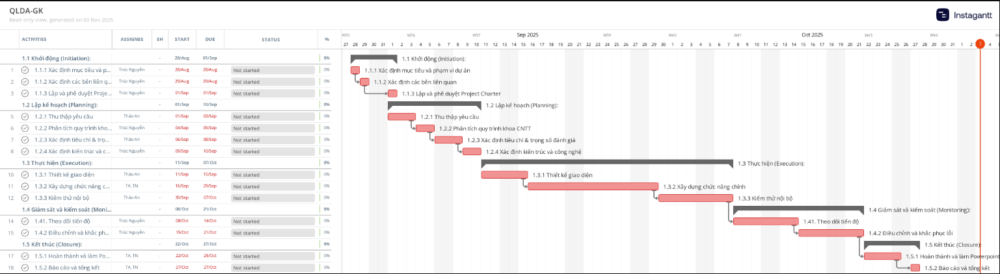 QLDA-GK
Read-only view, generated on 03 Nov 2025
Instagantt
ACTIVITIES ASSIGNEE EH START DUE STATUS %
W35 W36 W37 Sep 2025 W39 W40 W41 Oct 2025 W43 W44
27 28 29 30 31 1 2 3 4 5 6 7 8 9 10 11 12 13 14 15 16 17 18 19 20 21 22 23 24 25 26 27 28 29 30 1 2 3 4 5 6 7 8 9 10 11 12 13 14 15 16 17 18 19 20 21 22 23 24 25 26 27 28 29 30 31 1 2 3 4
1.1 Khởi động (Initiation): - 28/Aug 01/Sep 0% 1.1 Khởi động (Initiation):
1 1.1.1 Xác định mục tiêu và p... Trúc Nguyễn - 28/Aug 28/Aug Not started 0% 1.1.1 Xác định mục tiêu và phạm vi dự án
2 1.1.2 Xác định các bên liên q... Trúc Nguyễn - 29/Aug 29/Aug Not started 0% 1.1.2 Xác định các bên liên quan
3 1.1.3 Lập và phê duyệt Proje... Trúc Nguyễn - 01/Sep 01/Sep Not started 0% 1.1.3 Lập và phê duyệt Project Charter
1.2 Lập kế hoạch (Planning): - 01/Sep 10/Sep 0% 1.2 Lập kế hoạch (Planning):
5 1.2.1 Thu thập yêu cầu Thảo An - 01/Sep 03/Sep Not started 0% 1.2.1 Thu thập yêu cầu
6 1.2.2 Phân tích quy trình kho... Trúc Nguyễn - 04/Sep 05/Sep Not started 0% 1.2.2 Phân tích quy trình khoa CNTT
7 1.2.3 Xác định tiêu chí & trọ... Thảo An - 06/Sep 08/Sep Not started 0% 1.2.3 Xác định tiêu chí & trọng số đánh giá
8 1.2.4 Xác định kiến trúc và c... Trúc Nguyễn - 09/Sep 10/Sep Not started 0% 1.2.4 Xác định kiến trúc và công nghệ
1.3 Thực hiện (Execution): - 11/Sep 07/Oct 0% 1.3 Thực hiện (Execution):
10 1.3.1 Thiết kế giao diện Thảo An - 11/Sep 15/Sep Not started 0% 1.3.1 Thiết kế giao diện
11 1.3.2 Xây dựng chức năng c... TA, TN - 16/Sep 29/Sep Not started 0% 1.3.2 Xây dựng chức năng chính
12 1.3.3 Kiểm thử nội bộ Thảo An - 30/Sep 07/Oct Not started 0% 1.3.3 Kiểm thử nội bộ
1.4 Giám sát và kiểm soát (Moni... - 08/Oct 21/Oct 0% 1.4 Giám sát và kiểm soát (Monitoring):
14 1.41. Theo dõi tiến độ Trúc Nguyễn - 08/Oct 14/Oct Not started 0% 1.41. Theo dõi tiến độ
15 1.4.2 Điều chỉnh và khắc ph... Trúc Nguyễn - 15/Oct 21/Oct Not started 0% 1.4.2 Điều chỉnh và khắc phục lỗi
1.5 Kết thúc (Closure): - 22/Oct 27/Oct 0% 1.5 Kết thúc (Closure):
17 1.5.1 Hoàn thành và làm Po... TA, TN - 22/Oct 25/Oct Not started 0% 1.5.1 Hoàn thành và làm Powerpoint
18 1.5.2 Báo cáo và tổng kết TA, TN - 27/Oct 27/Oct Not started 0% 1.5.2 Báo cáo và tổng kết